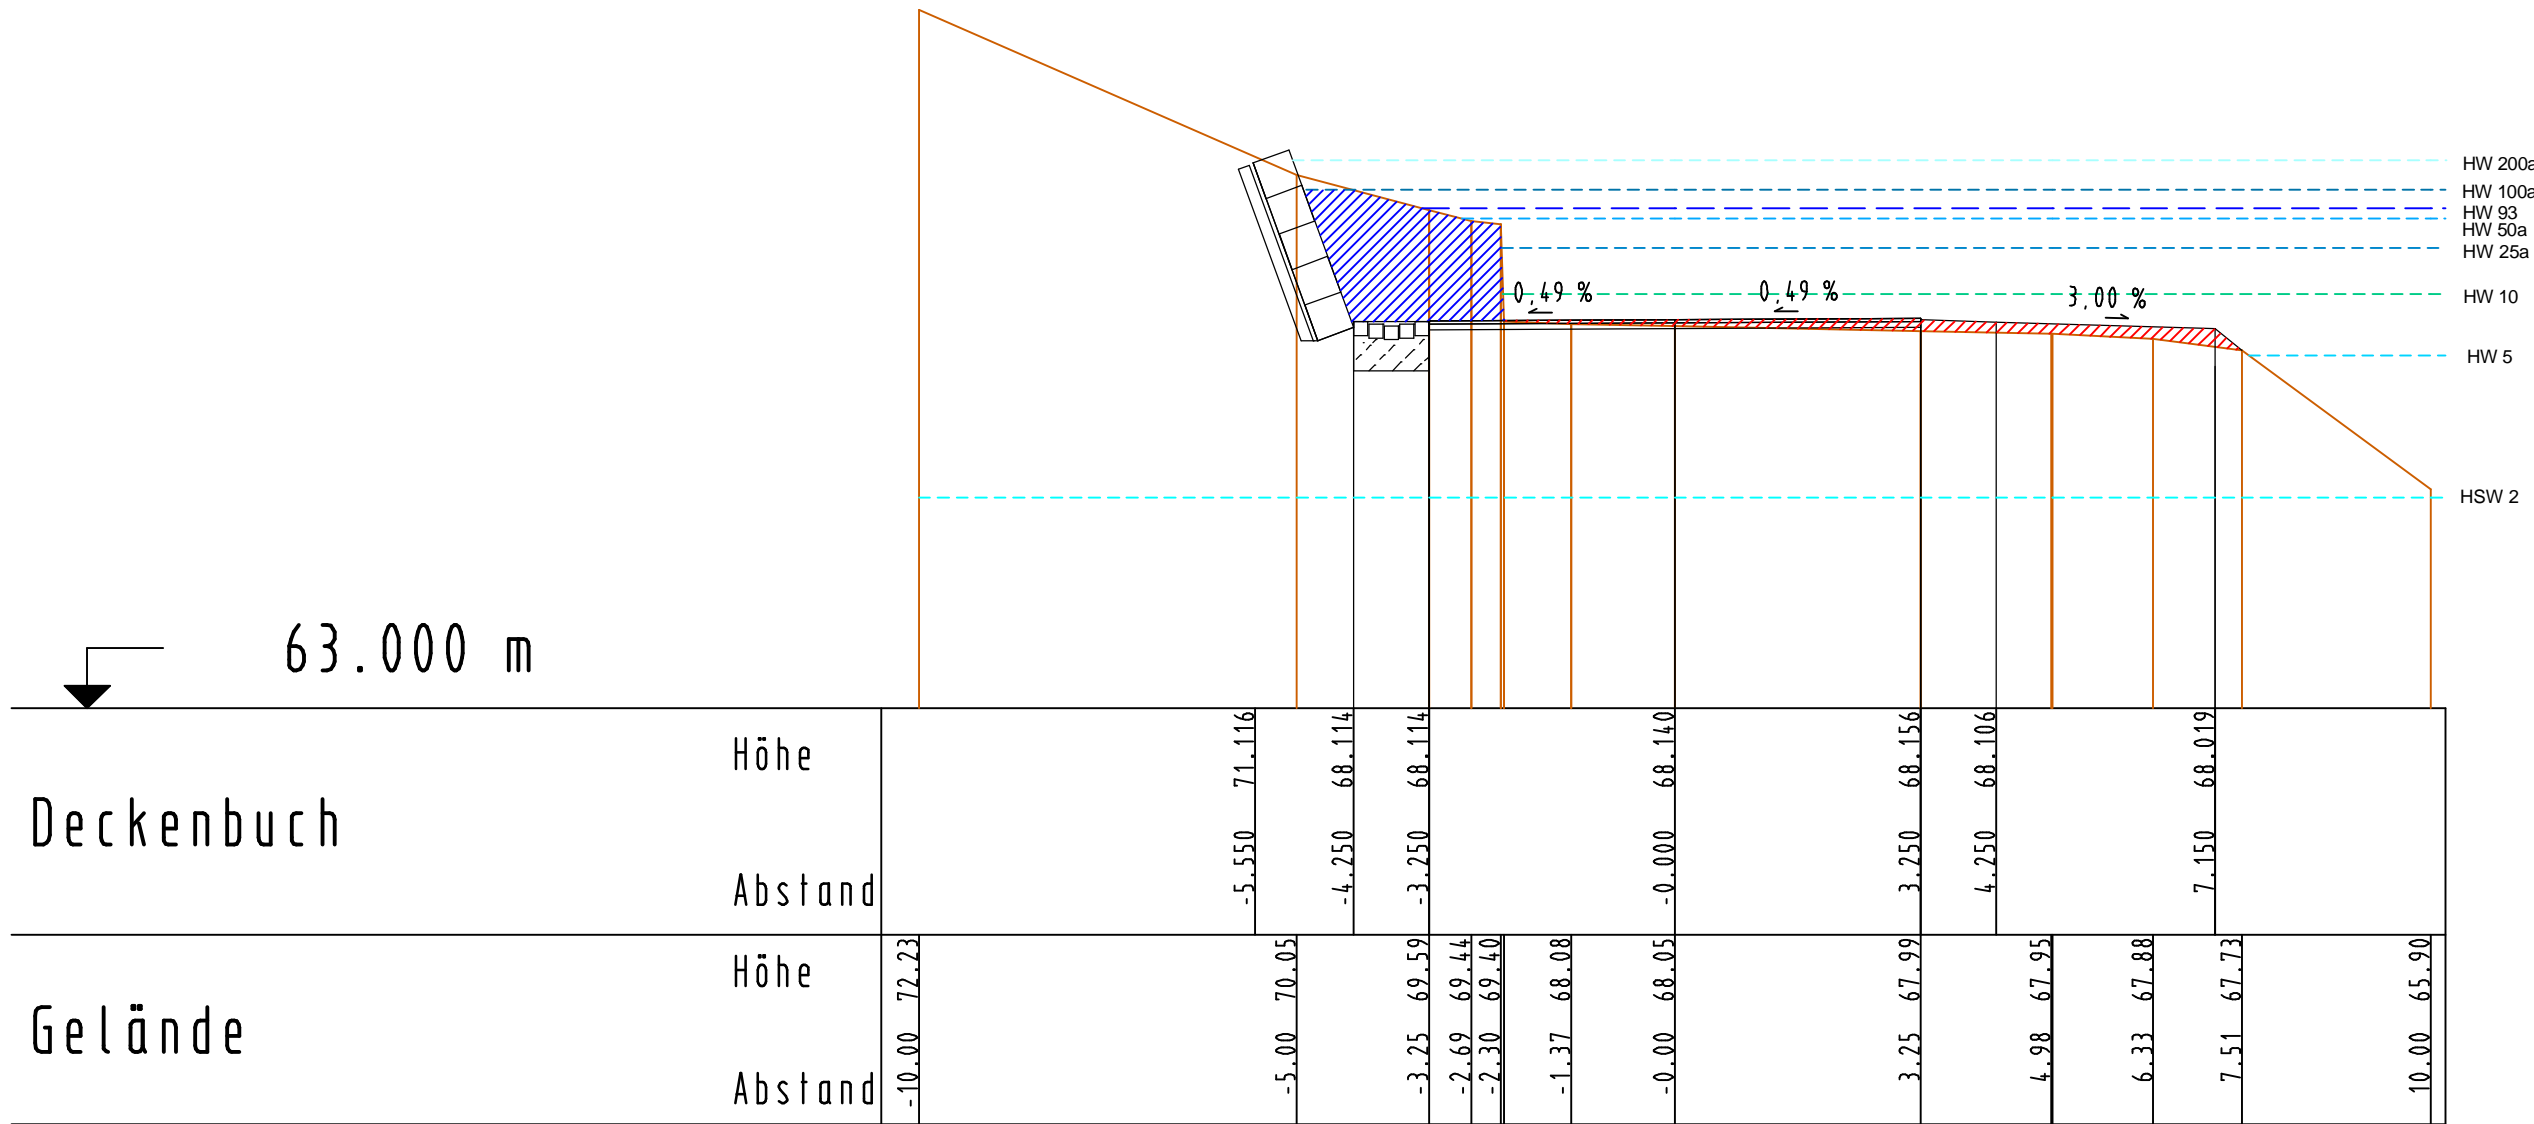 HW 200a
HW 100a
HW 93
HW 50a
HW 25a
0.49 %
0.49 %
3.00 %
HW 10
HW 5
HSW 2
63.000 m
Deckenbuch
Höhe
71.116 68.114 68.114 68.140 68.156 68.106 68.019
Abstand
-5.550 -4.250 -3.250 -0.000 3.250 4.250 7.150
Gelände
Höhe
72.23 70.05 69.59 69.44 69.40 68.08 68.05 67.99 67.95 67.88 67.73 65.90
Abstand
-10.00 -5.00 -3.25 -2.69 -2.30 -1.37 -0.00 3.25 4.98 6.33 7.51 10.00